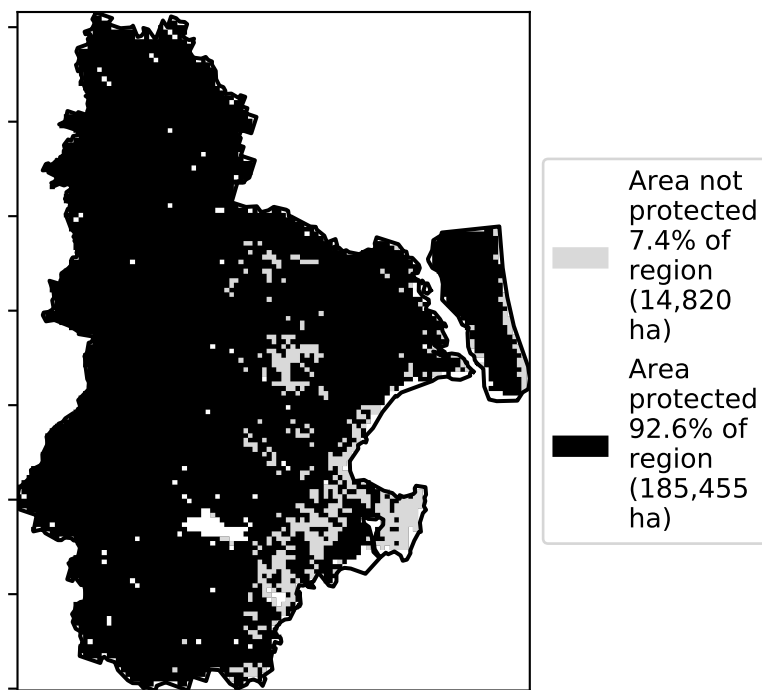 Area not
protected
7.4% of
region
(14,820
ha)
Area
protected
92.6% of
region
(185,455
ha)